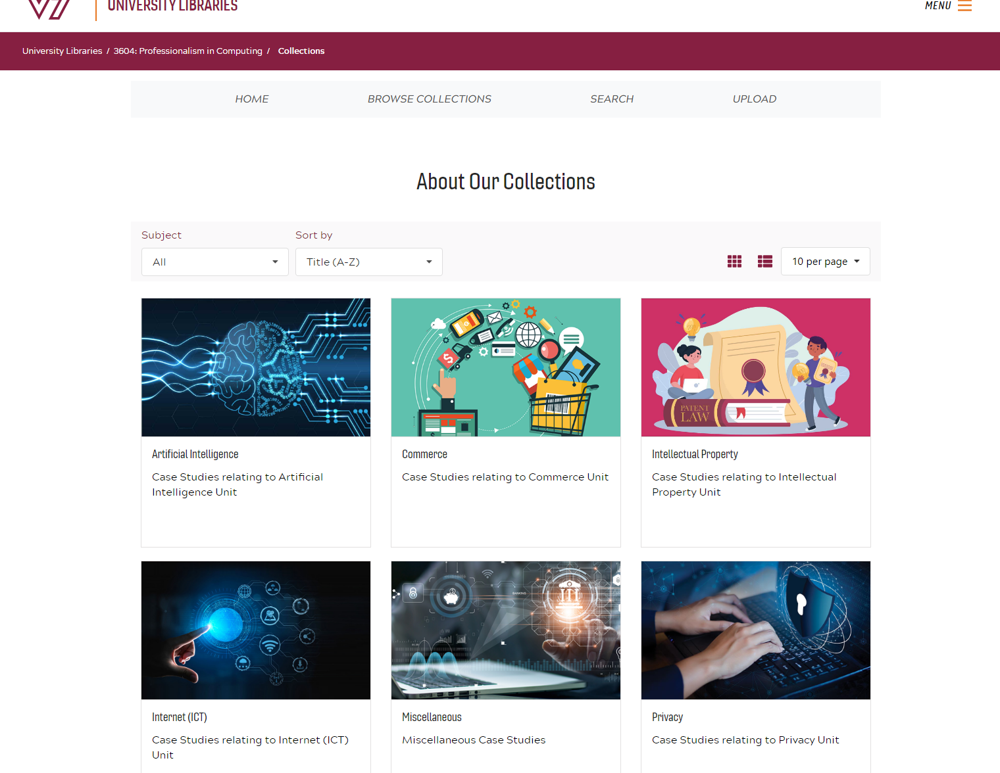 UNIVERSITY LIBRARIES
MENU
University Libraries / 3604: Professionalism in Computing / Collections
HOME
BROWSE COLLECTIONS
SEARCH
UPLOAD
About Our Collections
Subject
Sort by
All
Title (A-Z)
10 per page
PATENT
LAW
Artificial Intelligence
Case Studies relating to Artificial
Intelligence Unit
Commerce
Case Studies relating to Commerce Unit
Intellectual Property
Case Studies relating to Intellectual
Property Unit
BANKING
Internet (ICT)
Case Studies relating to Internet (ICT)
Unit
Miscellaneous
Miscellaneous Case Studies
Privacy
Case Studies relating to Privacy Unit